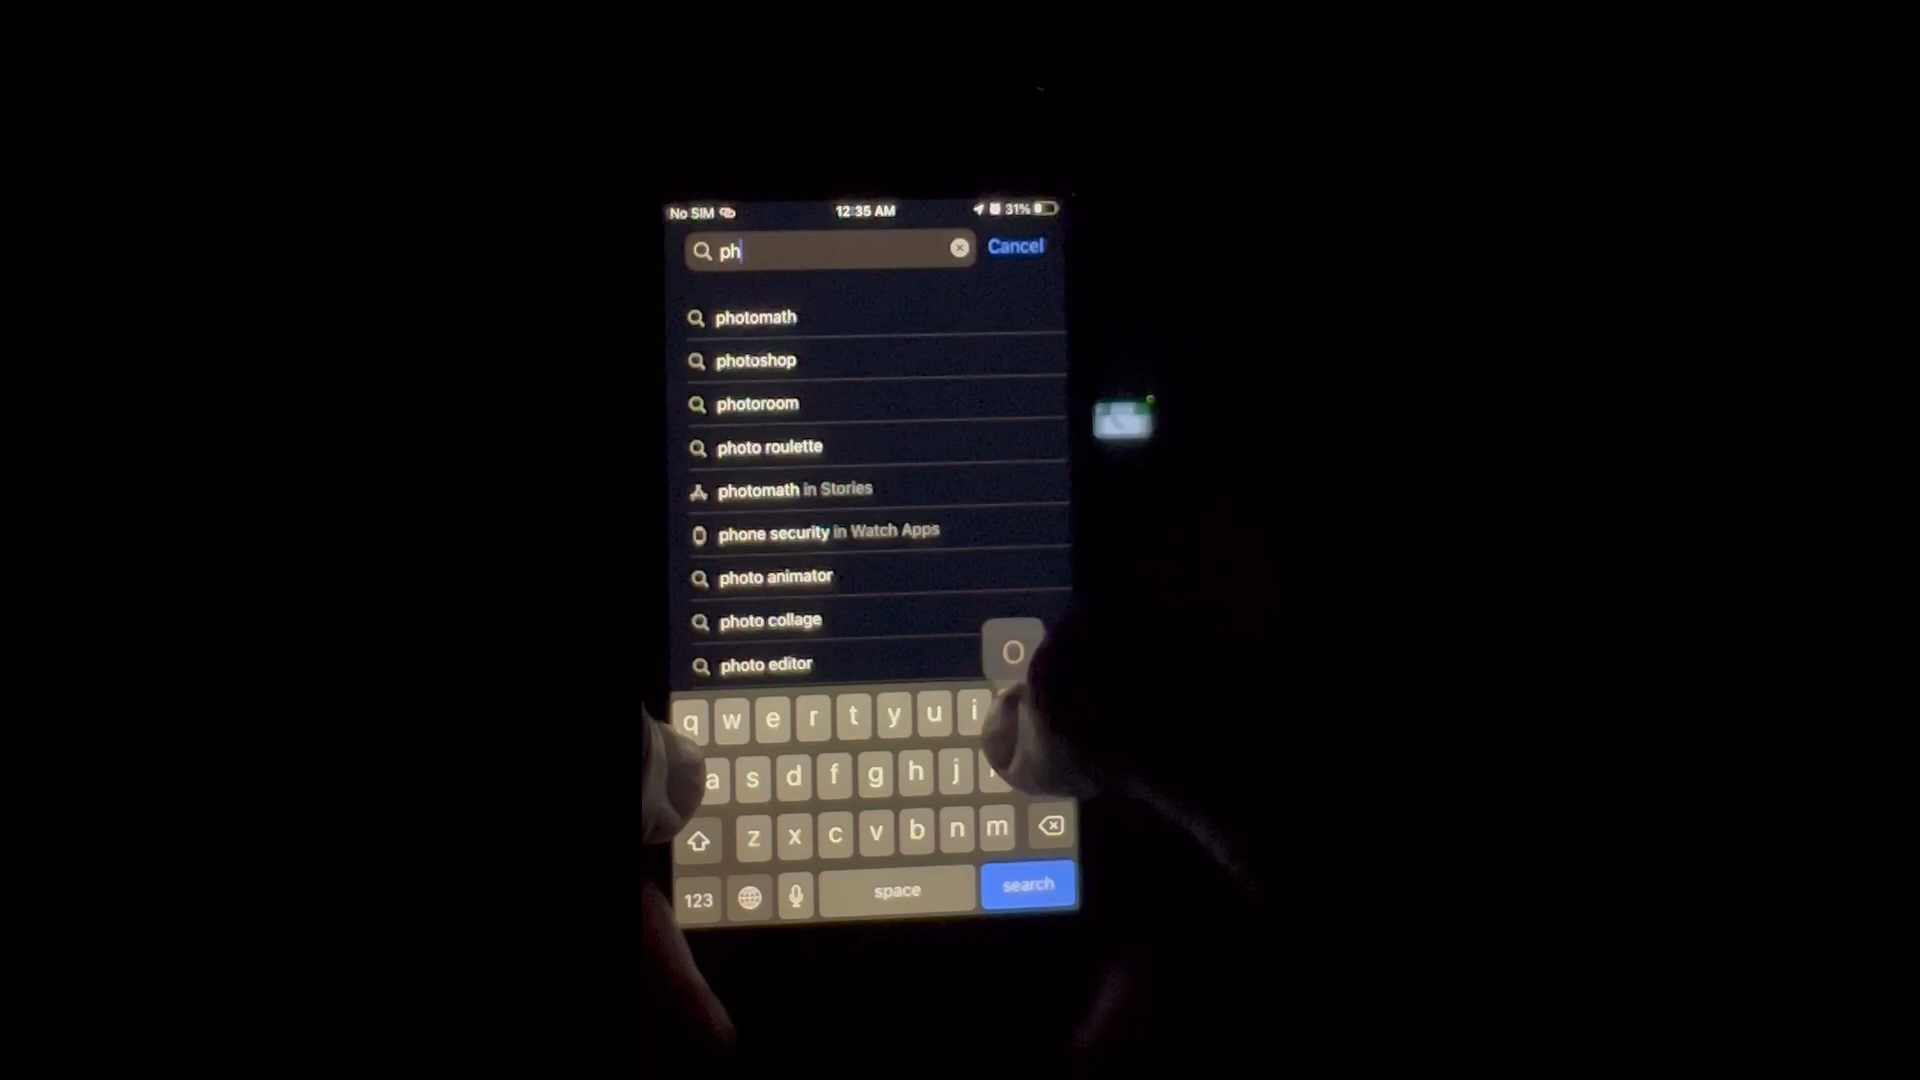 No SIM 12:35 AM 31%
ph Cancel
photomath
photoshop
photoroom
photo roulette
photomath in Stories
phone security in Watch Apps
photo animator
photo collage
photo editor
o
q w e r t y u i
a s d f g h j
z x c v b n m
123 space search